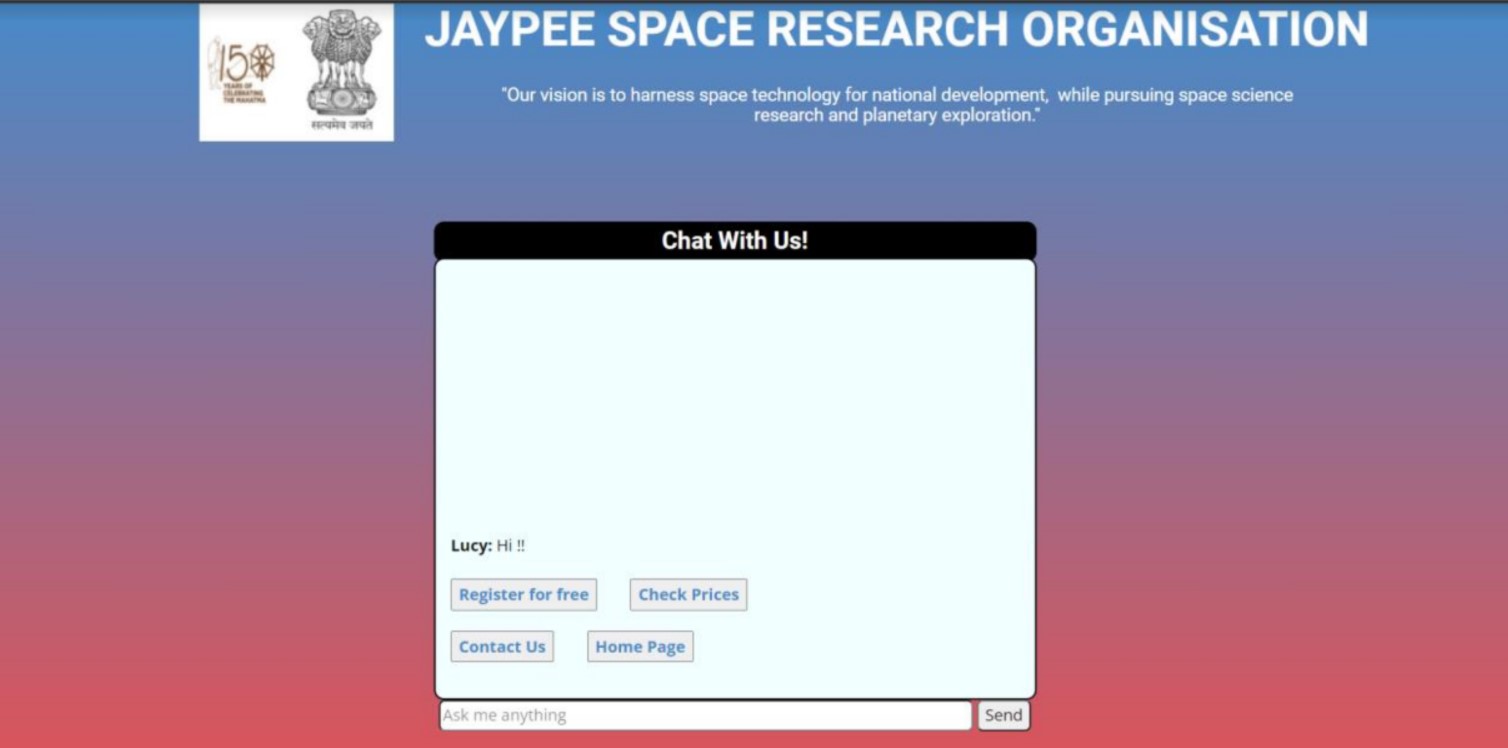 JAYPEE SPACE RESEARCH ORGANISATION
150
YEARS OF
CELEBRATING
THE MAHATMA
सत्यमेव जयते
"Our vision is to harness space technology for national development, while pursuing space science
research and planetary exploration."
Chat With Us!
Lucy: Hi !!
Register for free Check Prices
Contact Us Home Page
Ask me anything Send